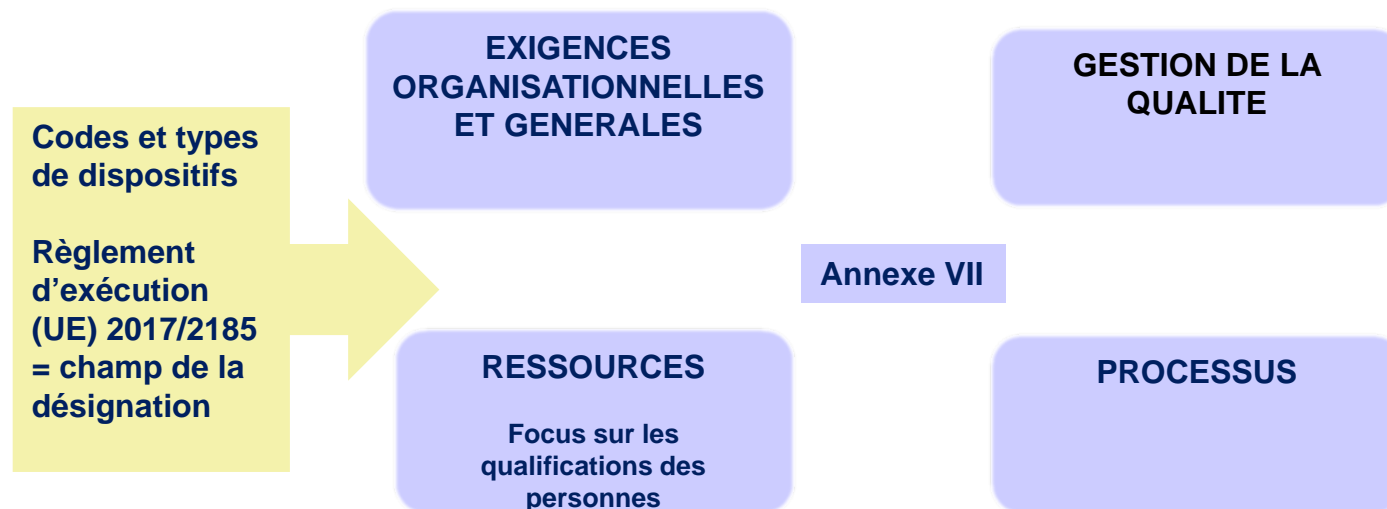 EXIGENCES
ORGANISATIONNELLES
ET GENERALES
GESTION DE LA
QUALITE
Codes et types
de dispositifs
Règlement
d’exécution
(UE) 2017/2185
= champ de la
désignation
Annexe VII
RESSOURCES
Focus sur les
qualifications des
personnes
PROCESSUS